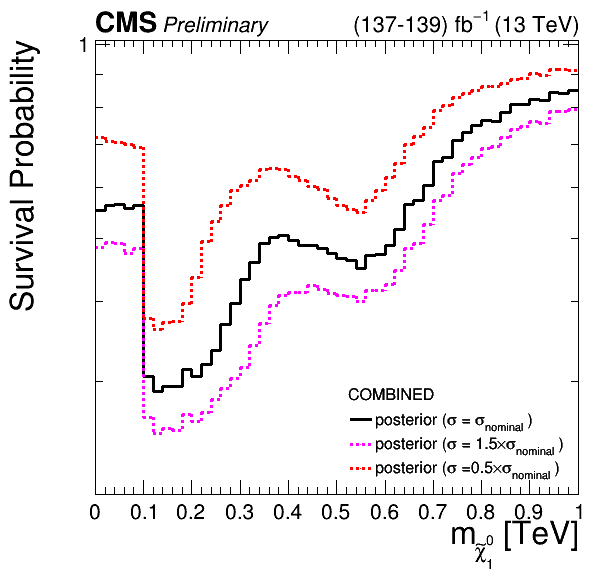 CMS Preliminary (137-139) fb⁻¹ (13 TeV)
1
Survival Probability
COMBINED
posterior (σ = σnominal )
posterior (σ = 1.5×σnominal )
posterior (σ =0.5×σnominal )
0 0.1 0.2 0.3 0.4 0.5 0.6 0.7 0.8 0.9 1
m_{χ̃⁰₁} [TeV]